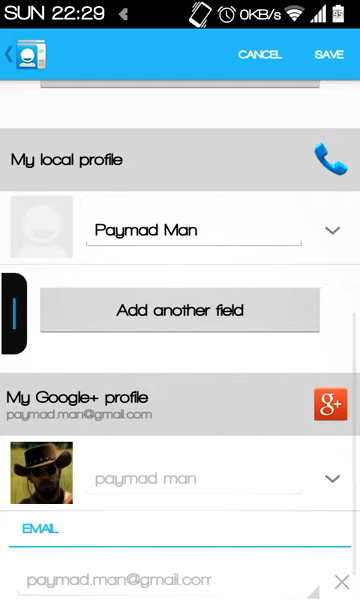 SUN 22:29
0KB/s
95
CANCEL
SAVE
My local profile
Paymad Man
Add another field
My Google+ profile
paymad.man@gmail.com
g+
paymad man
EMAIL
paymad.man@gmail.com